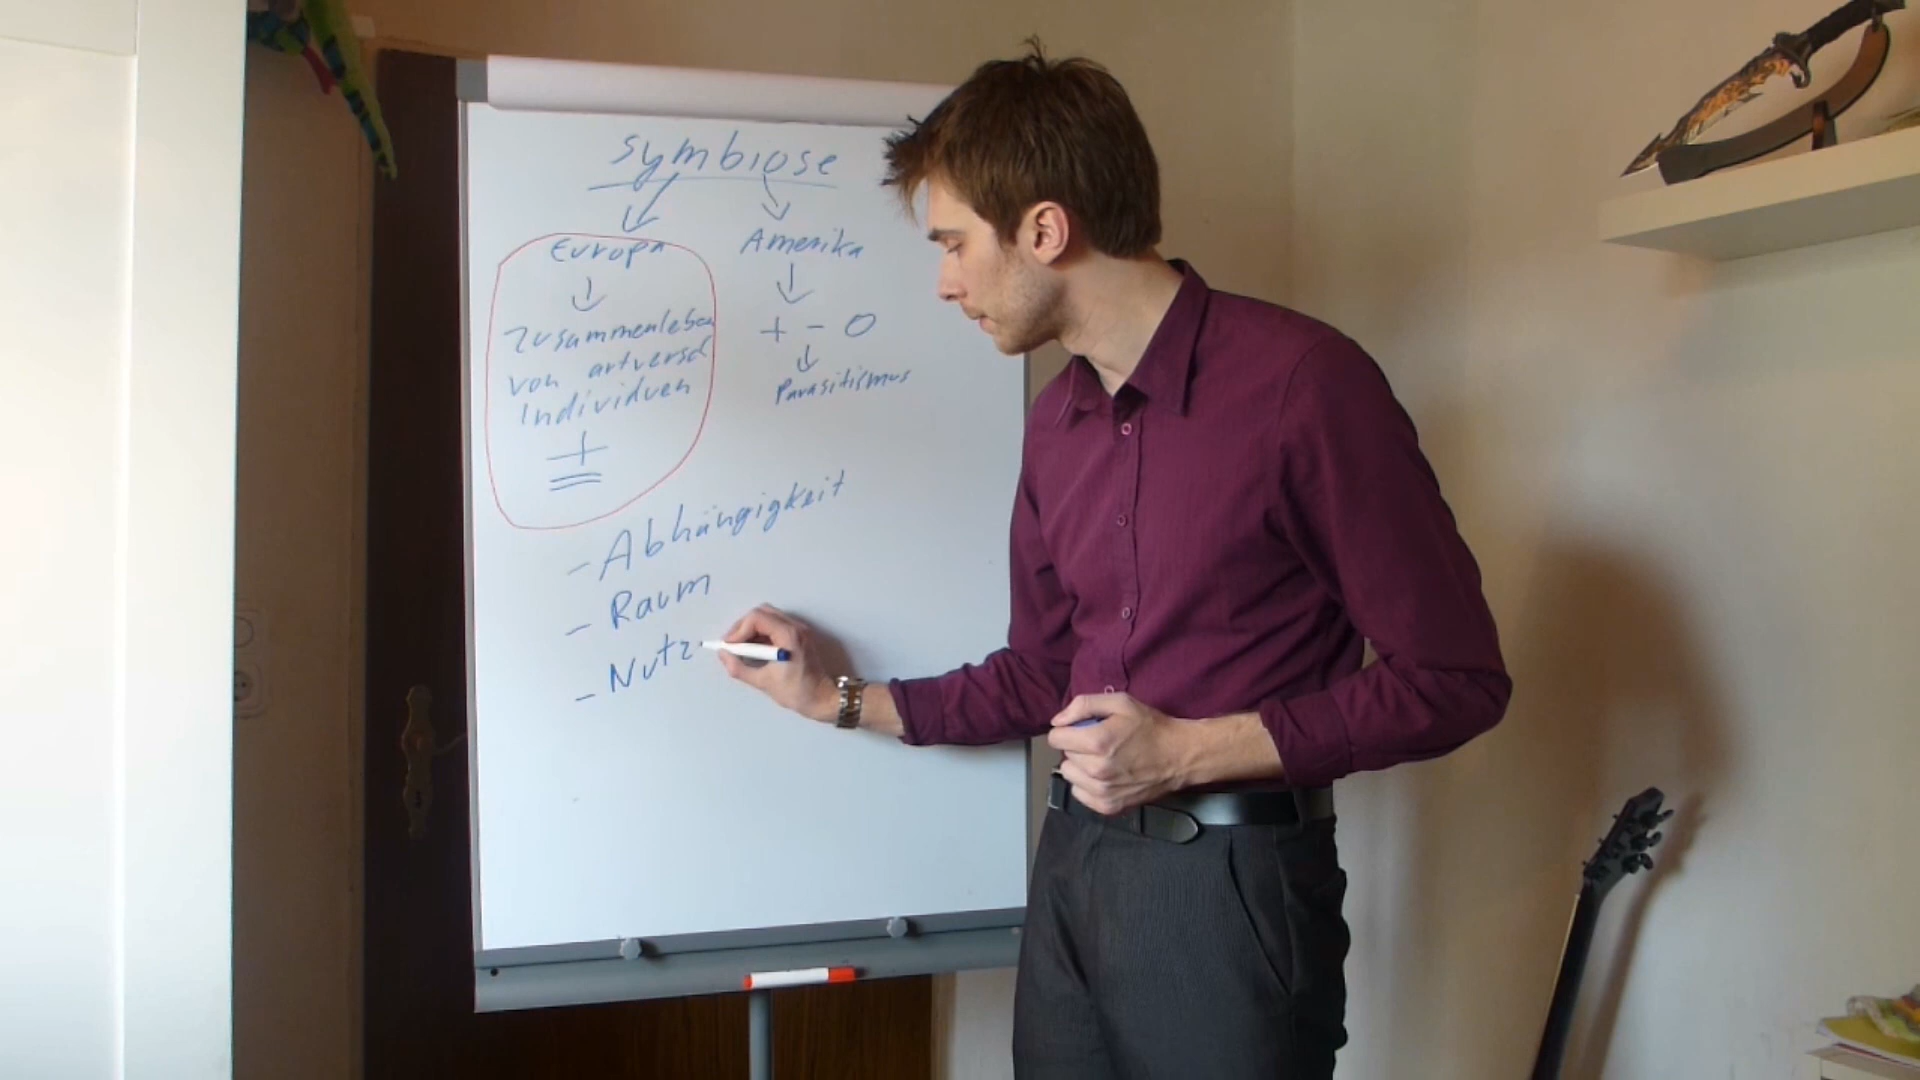 Symbiose
Europa
Amerika
Zusammenleben
von artversch
Individuen
+
+ - 0
Parasitismus
- Abhängigkeit
- Raum
- Nutz